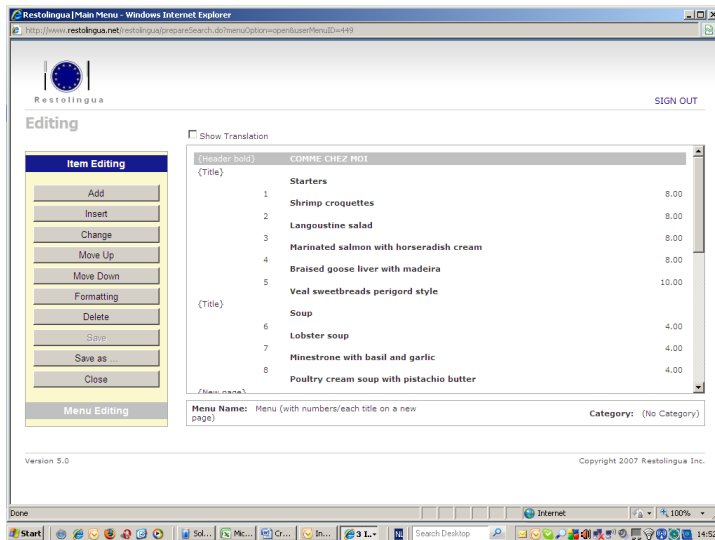 Restolingua|Main Menu - Windows Internet Explorer
http://www.restolingua.net/restolingua/prepareSearch.do?menuOption=open&userMenuID=449
Restolingua
SIGN OUT
Editing
Show Translation
Item Editing
Add
Insert
Change
Move Up
Move Down
Formatting
Delete
Save
Save as ...
Close
Menu Editing
{Header bold} COMME CHEZ MOI
{Title}
Starters
1 8.00
Shrimp croquettes
2 8.00
Langoustine salad
3 8.00
Marinated salmon with horseradish cream
4 8.00
Braised goose liver with madeira
5 10.00
Veal sweetbreads perigord style
{Title}
Soup
6 4.00
Lobster soup
7 4.00
Minestrone with basil and garlic
8 4.00
Poultry cream soup with pistachio butter
{New page}
Menu Name: Menu (with numbers/each title on a new
page)
Category: (No Category)
Version 5.0
Copyright 2007 Restolingua Inc.
Done
Internet
100%
Start
Sol...
Mic...
Cr...
In...
3 I...
Search Desktop
14:52